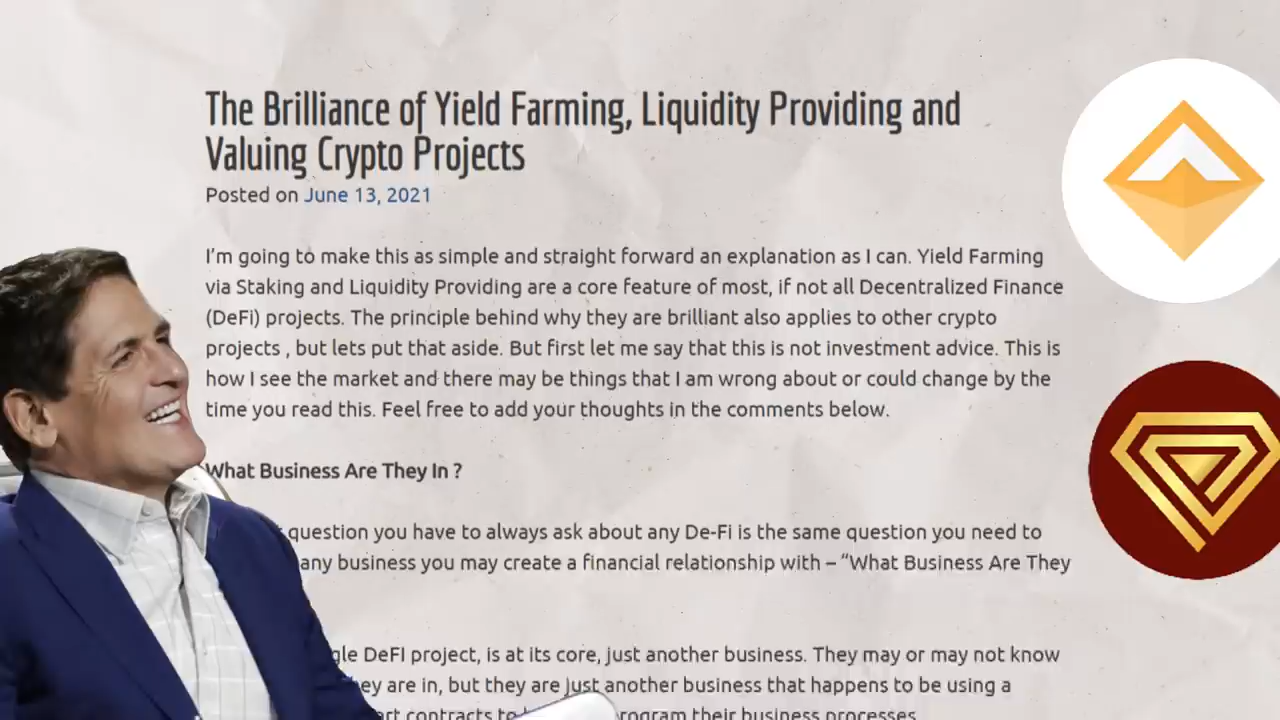 The Brilliance of Yield Farming, Liquidity Providing and
Valuing Crypto Projects
Posted on June 13, 2021
I’m going to make this as simple and straight forward an explanation as I can. Yield Farming
via Staking and Liquidity Providing are a core feature of most, if not all Decentralized Finance
(DeFi) projects. The principle behind why they are brilliant also applies to other crypto
projects , but lets put that aside. But first let me say that this is not investment advice. This is
how I see the market and there may be things that I am wrong about or could change by the
time you read this. Feel free to add your thoughts in the comments below.
What Business Are They In ?
question you have to always ask about any De-Fi is the same question you need to
any business you may create a financial relationship with – “What Business Are They
DeFI project, is at its core, just another business. They may or may not know
they are in, but they are just another business that happens to be using a
contracts to program their business processes